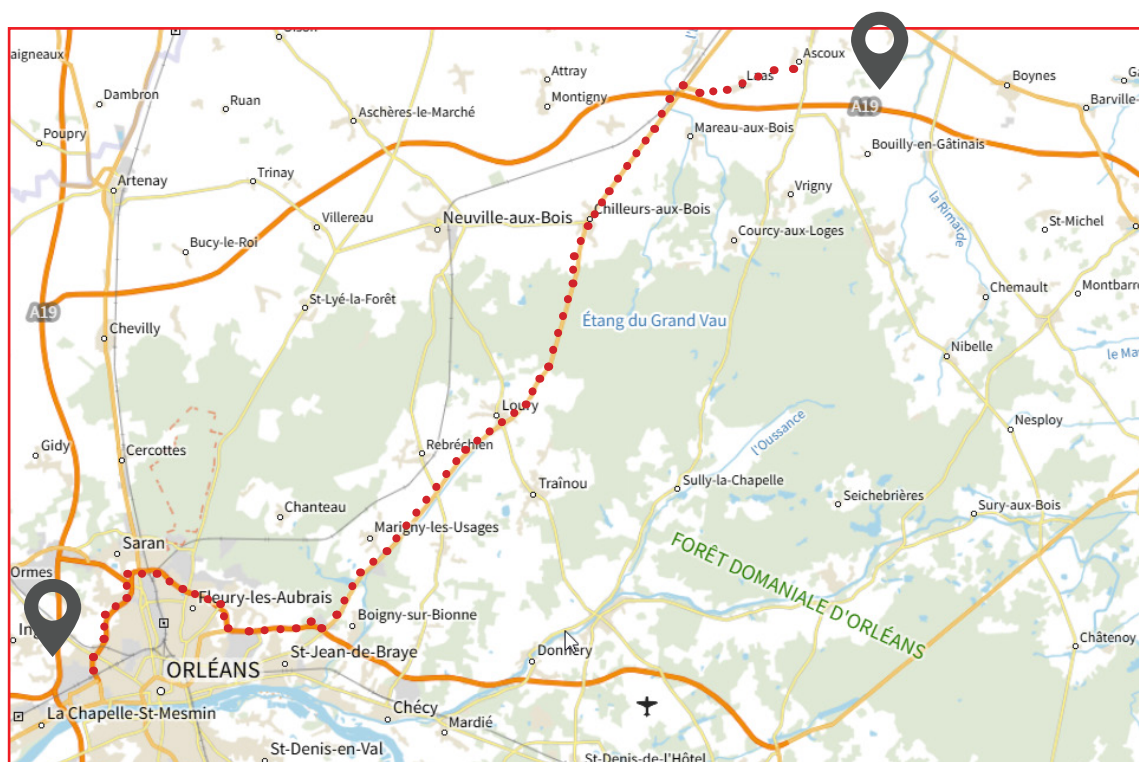 aigneaux
Ascoux
Attray
Laas
Boynes
Dambron
Ruan
Montigny
A19
Barville-
Aschères-le-Marché
Mareau-aux-Bois
Poupry
Bouilly-en-Gâtinais
Artenay
Trinay
Vrigny
la Rimarde
Villereau
Neuville-aux-Bois
Chilleurs-aux-Bois
St-Michel
Bucy-le-Roi
Courcy-aux-Loges
Chemault
Montbarr
St-Lyé-la-Forêt
A19
Étang du Grand Vau
Chevilly
Nibelle
le Ma
Loury
l'Oussance
Nesploy
Gidy
Cercottes
Rebréchien
Traînou
Sully-la-Chapelle
Seichebrières
Sury-aux-Bois
Chanteau
Marigny-les-Usages
Saran
FORÊT DOMANIALE D'ORLÉANS
Ormes
Fleury-les-Aubrais
Boigny-sur-Bionne
Ing
Châtenoy
St-Jean-de-Braye
Donnery
ORLÉANS
La Chapelle-St-Mesmin
Chécy
Mardié
St-Denis-en-Val
St-Denis-de-l'Hôtel